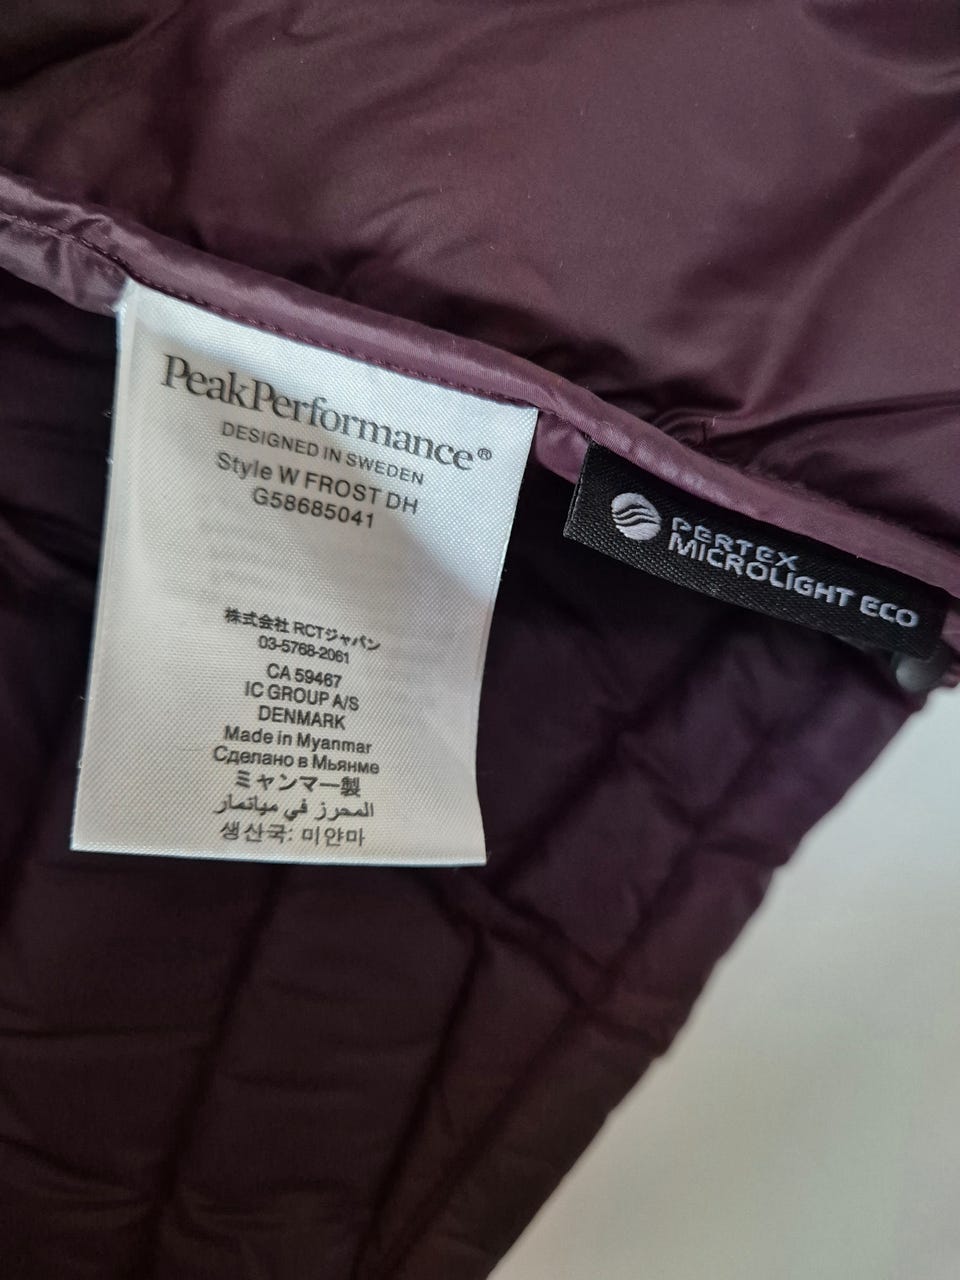 PeakPerformance®
DESIGNED IN SWEDEN
Style W FROST DH
G58685041
株式会社 RCTジャパン
03-5768-2061
CA 59467
IC GROUP A/S
DENMARK
Made in Myanmar
Сделано в Мьянме
ミャンマー製
المحرز في ميانمار
생산국: 미얀마
PERTEX
MICROLIGHT ECO